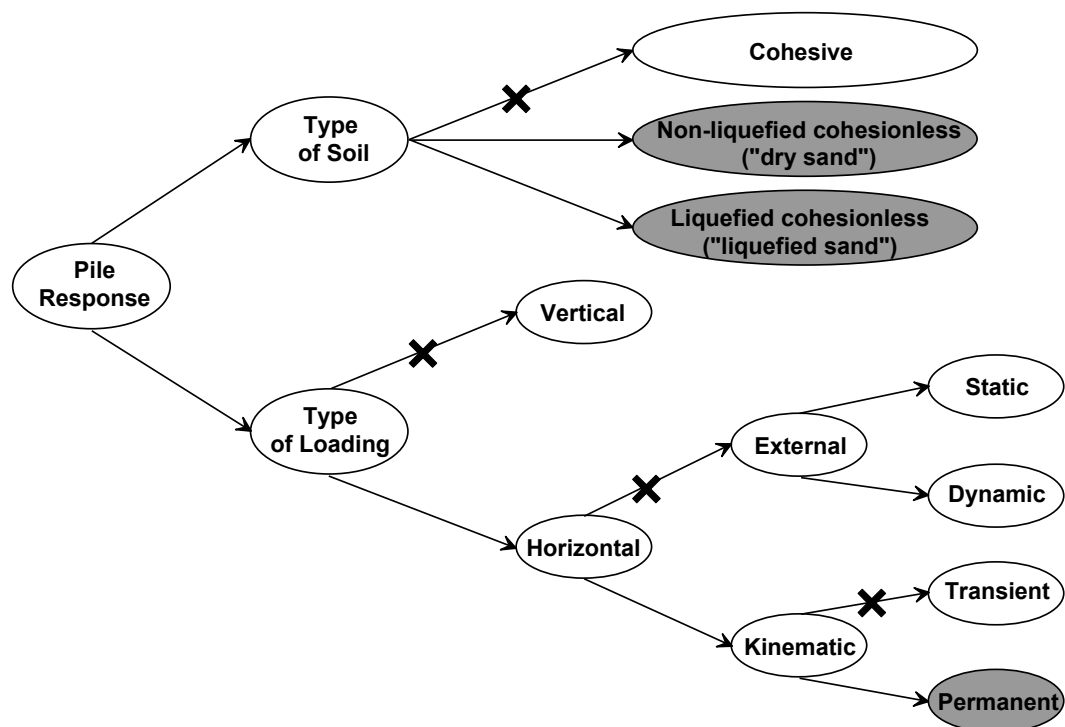 Cohesive
Type
of Soil
Non-liquefied cohesionless
("dry sand")
Liquefied cohesionless
("liquefied sand")
Pile
Response
Vertical
Type
of Loading
Static
External
Dynamic
Horizontal
Transient
Kinematic
Permanent